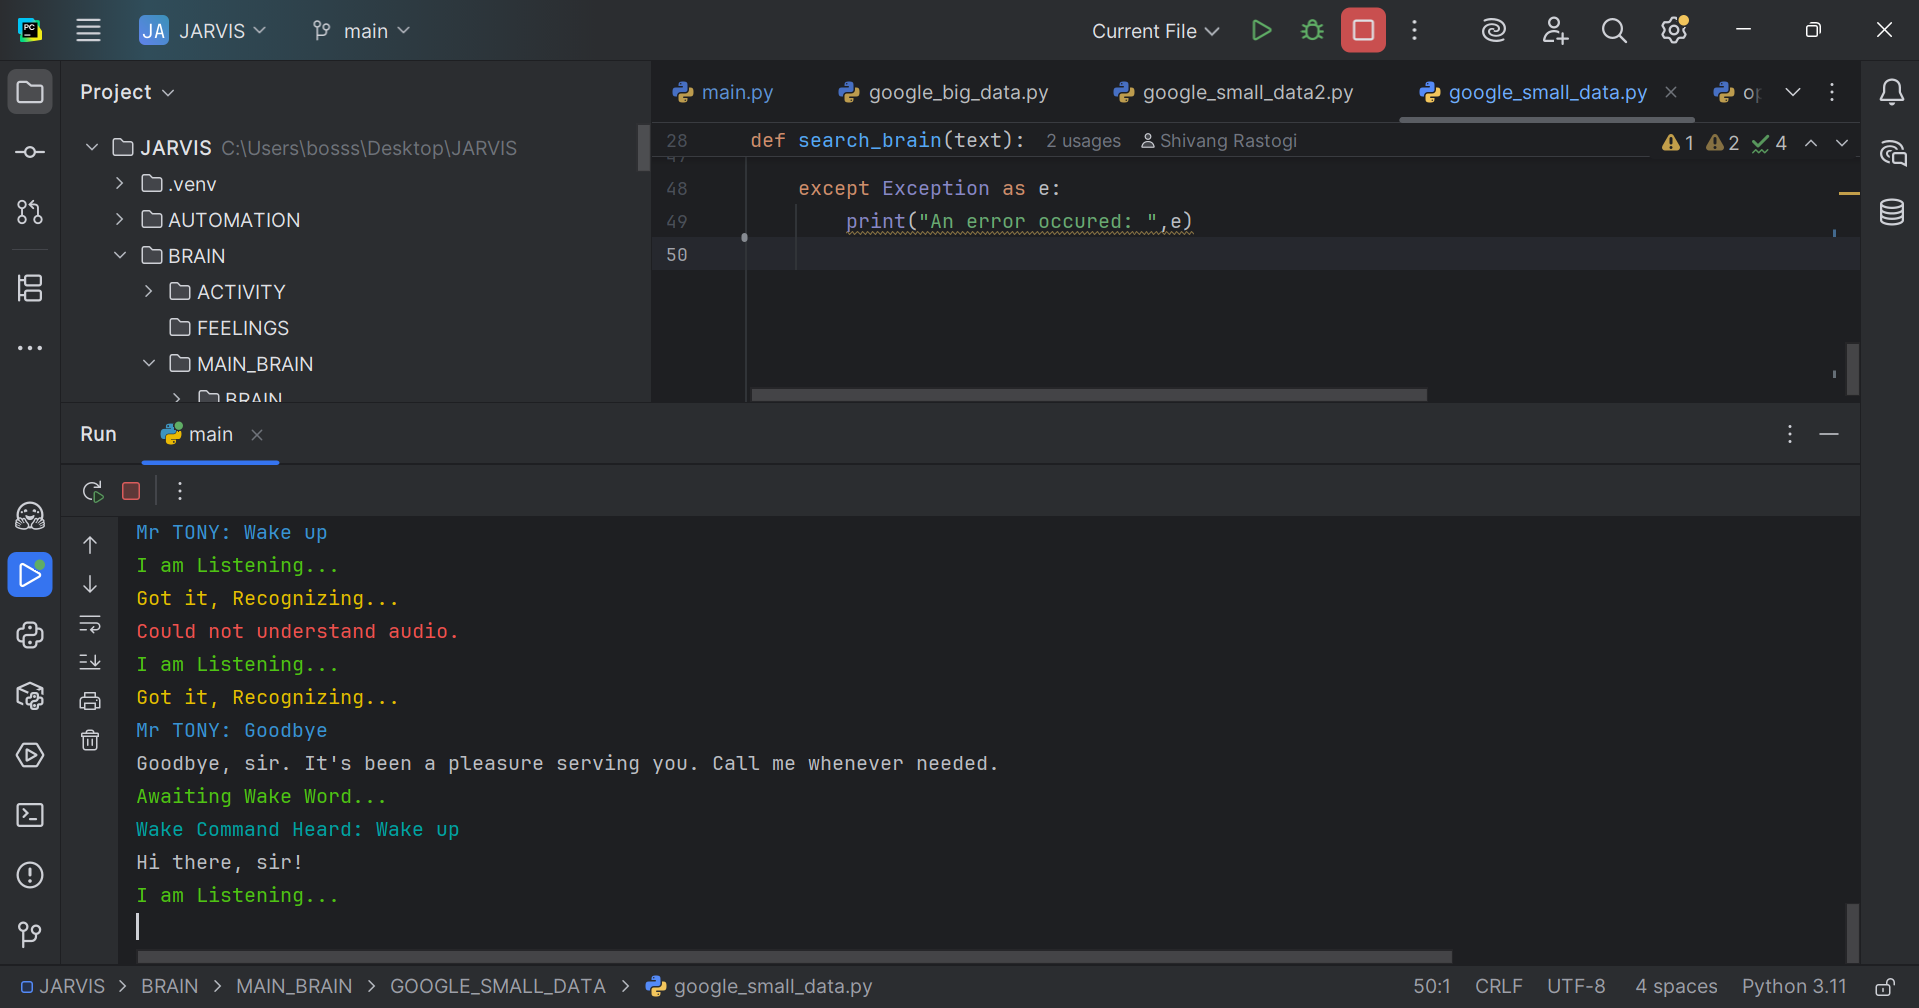 PC JA JARVIS main Current File
Project
main.py google_big_data.py google_small_data2.py google_small_data.py op
JARVIS C:\Users\bosss\Desktop\JARVIS
.venv
AUTOMATION
BRAIN
ACTIVITY
FEELINGS
MAIN_BRAIN
BRAIN
28 def search_brain(text): 2 usages Shivang Rastogi 1 2 4
47
48 except Exception as e:
49 print("An error occured: ",e)
50
Run main
Mr TONY: Wake up
I am Listening...
Got it, Recognizing...
Could not understand audio.
I am Listening...
Got it, Recognizing...
Mr TONY: Goodbye
Goodbye, sir. It's been a pleasure serving you. Call me whenever needed.
Awaiting Wake Word...
Wake Command Heard: Wake up
Hi there, sir!
I am Listening...
JARVIS > BRAIN > MAIN_BRAIN > GOOGLE_SMALL_DATA > google_small_data.py 50:1 CRLF UTF-8 4 spaces Python 3.11